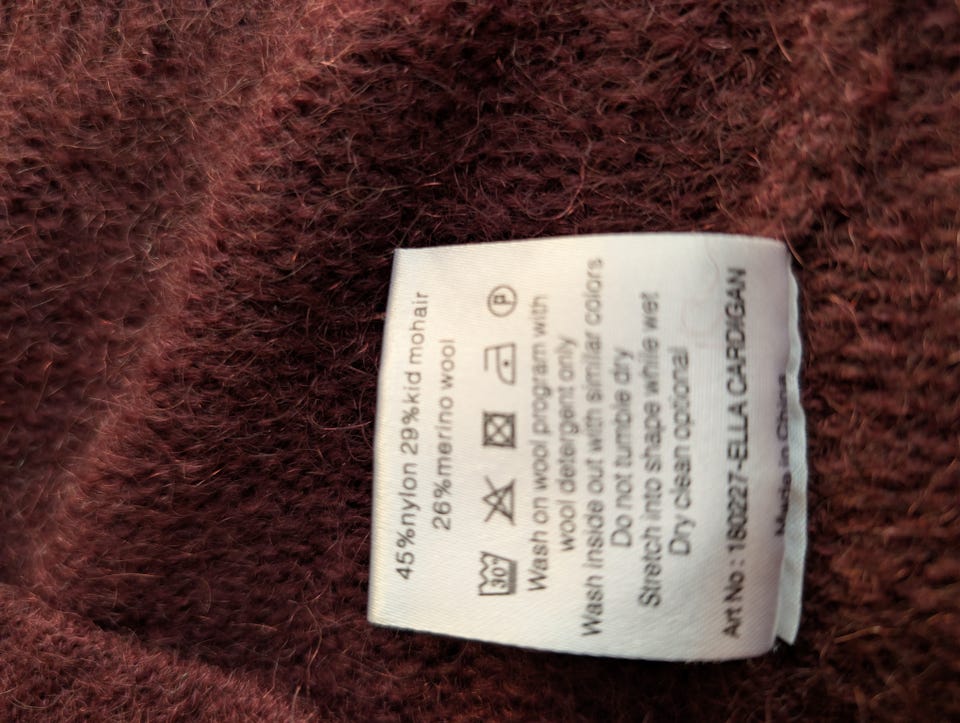 45%nylon 29%kid mohair
26%merino wool
30° P
Wash on wool program with
wool detergent only
Wash inside out with similar colors
Do not tumble dry
Stretch into shape while wet
Dry clean optional
Art No : 180227-ELLA CARDIGAN
Made in China